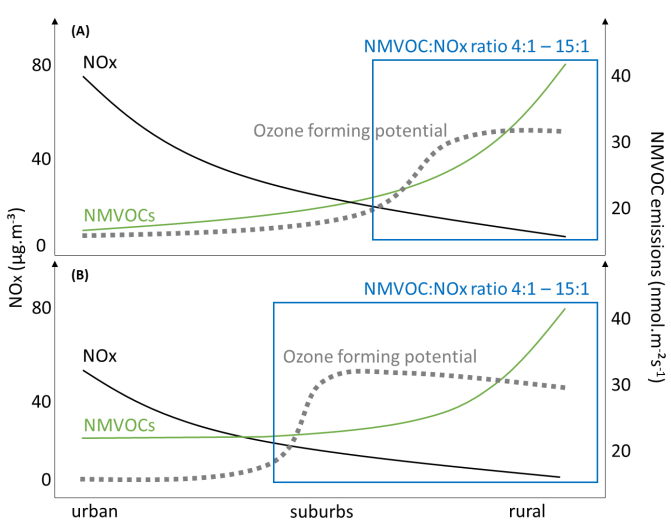 (A)
NMVOC:NOx ratio 4:1 – 15:1
80
NOx
40
Ozone forming potential
30
40
NMVOCs
20
0
(B)
NMVOC:NOx ratio 4:1 – 15:1
80
40
NOx
Ozone forming potential
30
40
NMVOCs
20
0
urban
suburbs
rural
NOx (µg.m⁻³)
NMVOC emissions (nmol.m⁻²s⁻¹)